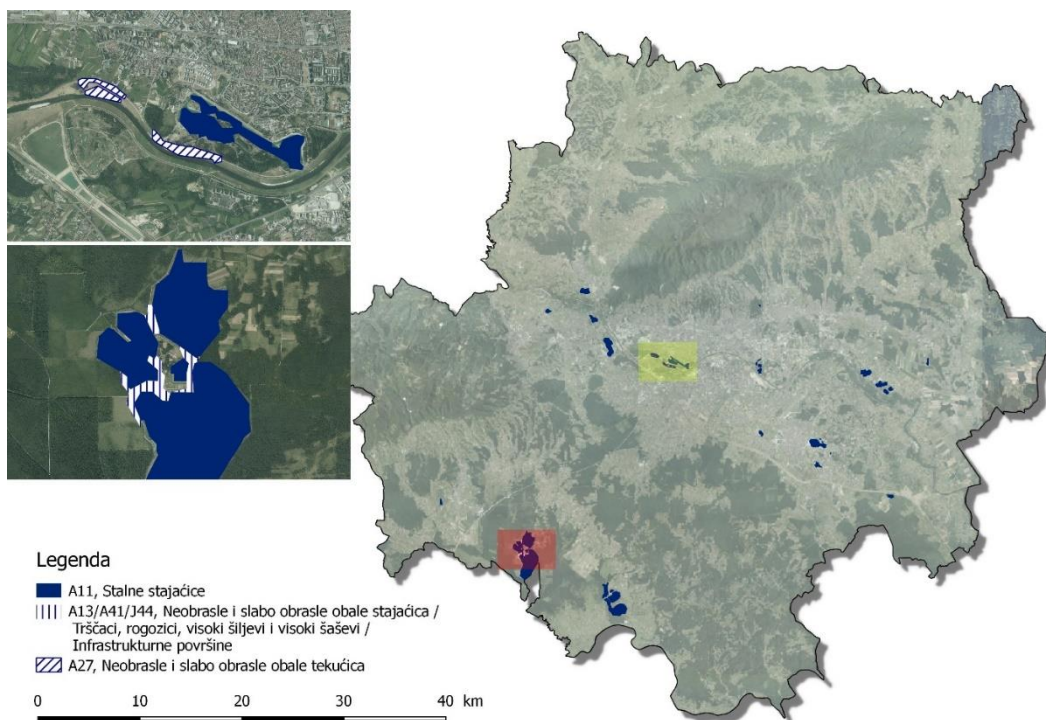 Legenda
A11, Stalne stajaćice
A13/A41/J44, Neobrasle i slabo obrasle obale stajaćica /
Trščaci, rogozici, visoki šiljevi i visoki šaševi /
Infrastrukturne površine
A27, Neobrasle i slabo obrasle obale tekućica
0 10 20 30 40 km